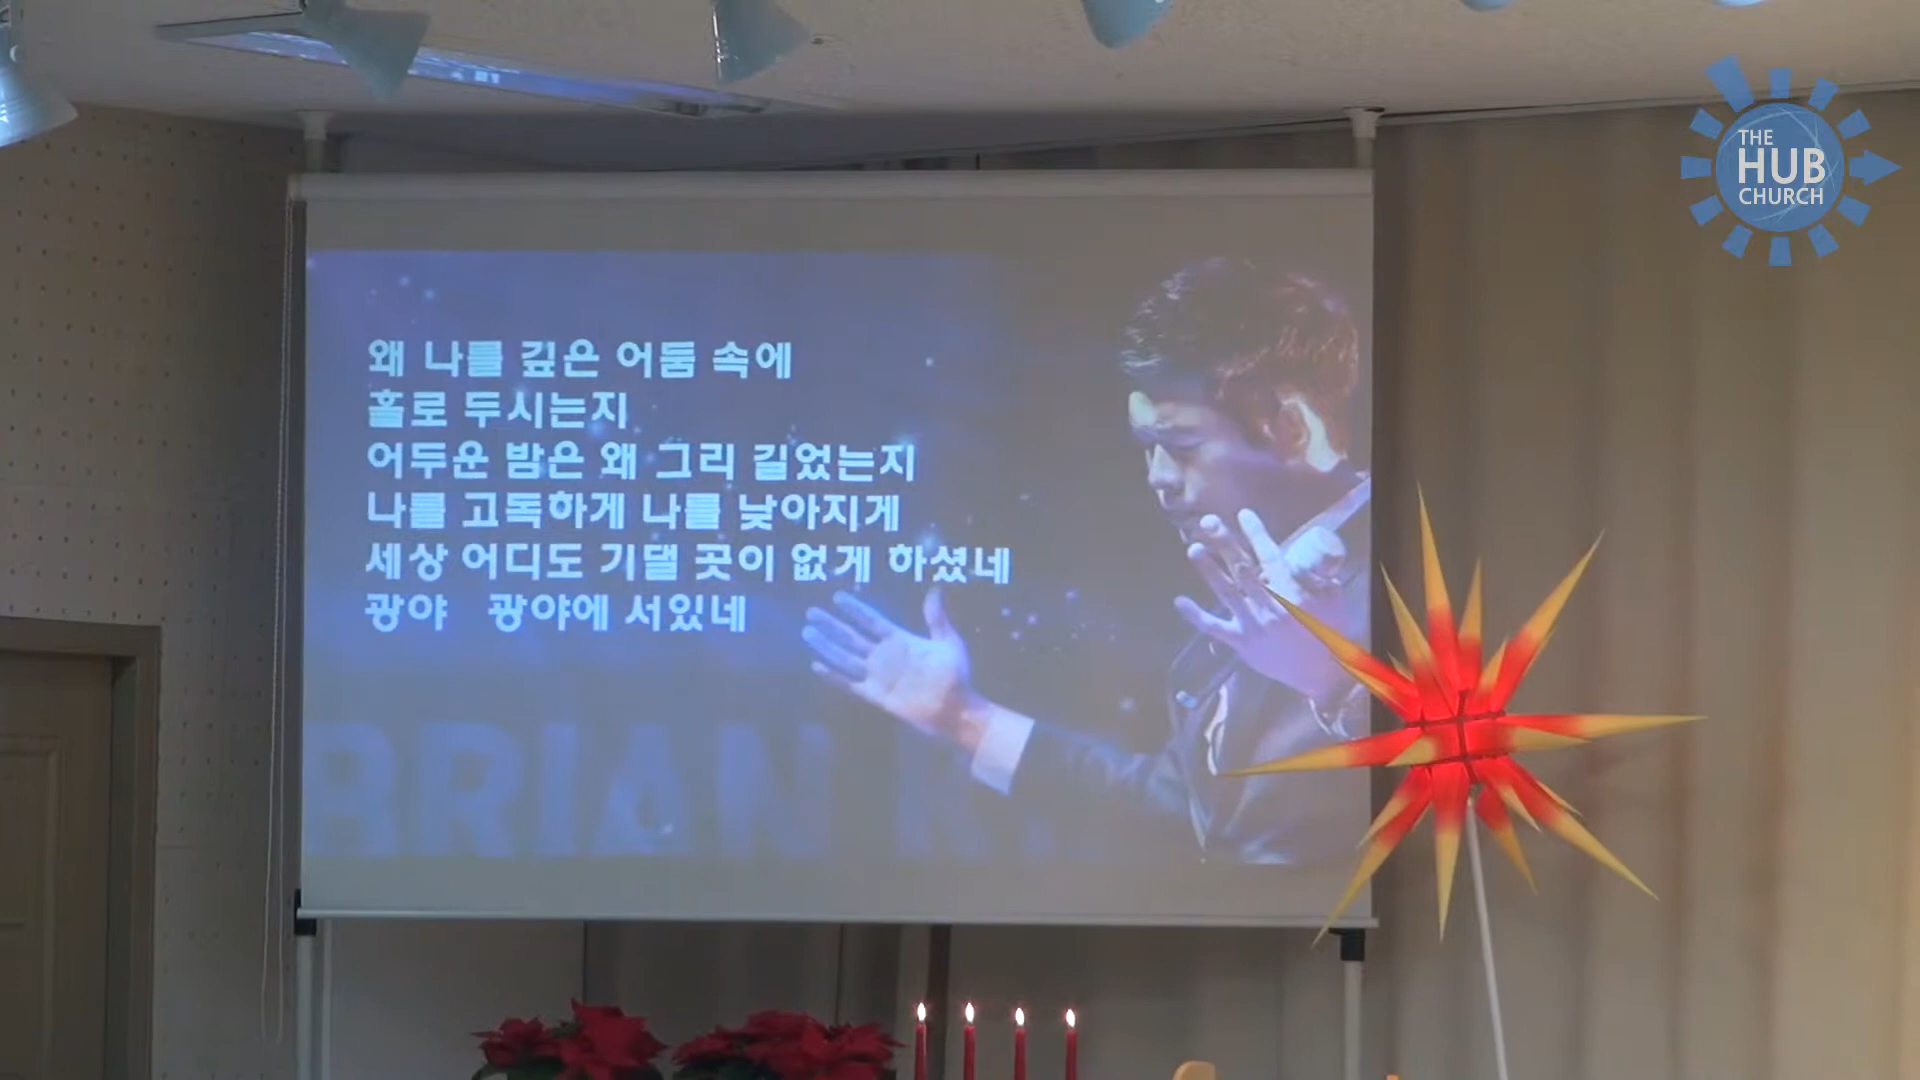 왜 나를 깊은 어둠 속에
홀로 두시는지
어두운 밤은 왜 그리 길었는지
나를 고독하게 나를 낮아지게
세상 어디도 기댈 곳이 없게 하셨네
광야 광야에 서있네
BRIAN K.
THE
HUB
CHURCH